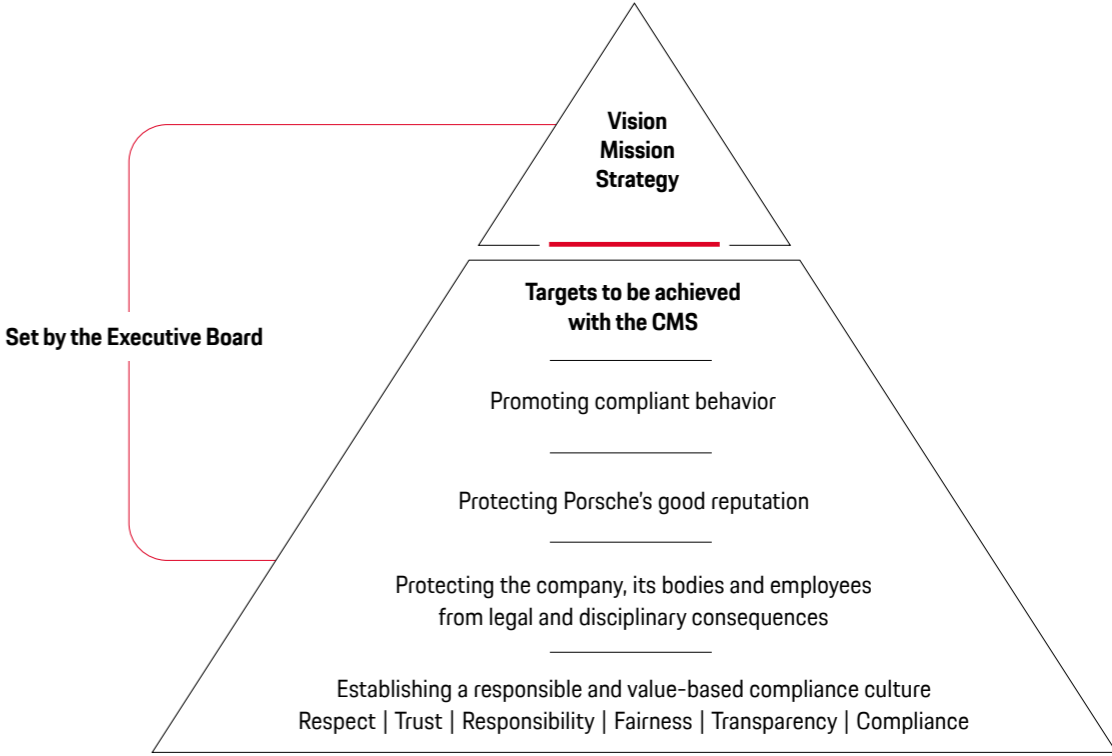 Vision
Mission
Strategy
Targets to be achieved
with the CMS
Set by the Executive Board
Promoting compliant behavior
Protecting Porsche’s good reputation
Protecting the company, its bodies and employees
from legal and disciplinary consequences
Establishing a responsible and value-based compliance culture
Respect | Trust | Responsibility | Fairness | Transparency | Compliance